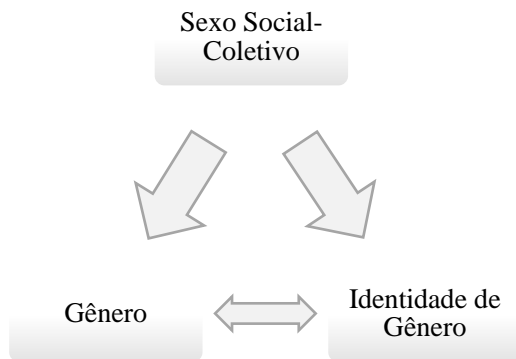 Sexo Social-
Coletivo
Gênero
Identidade de
Gênero